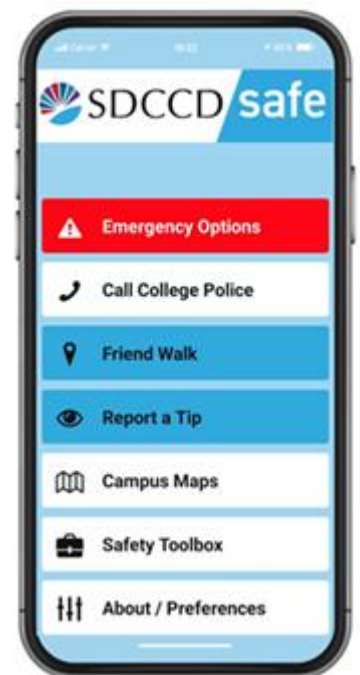 SDCCD safe
Emergency Options
Call College Police
Friend Walk
Report a Tip
Campus Maps
Safety Toolbox
About / Preferences